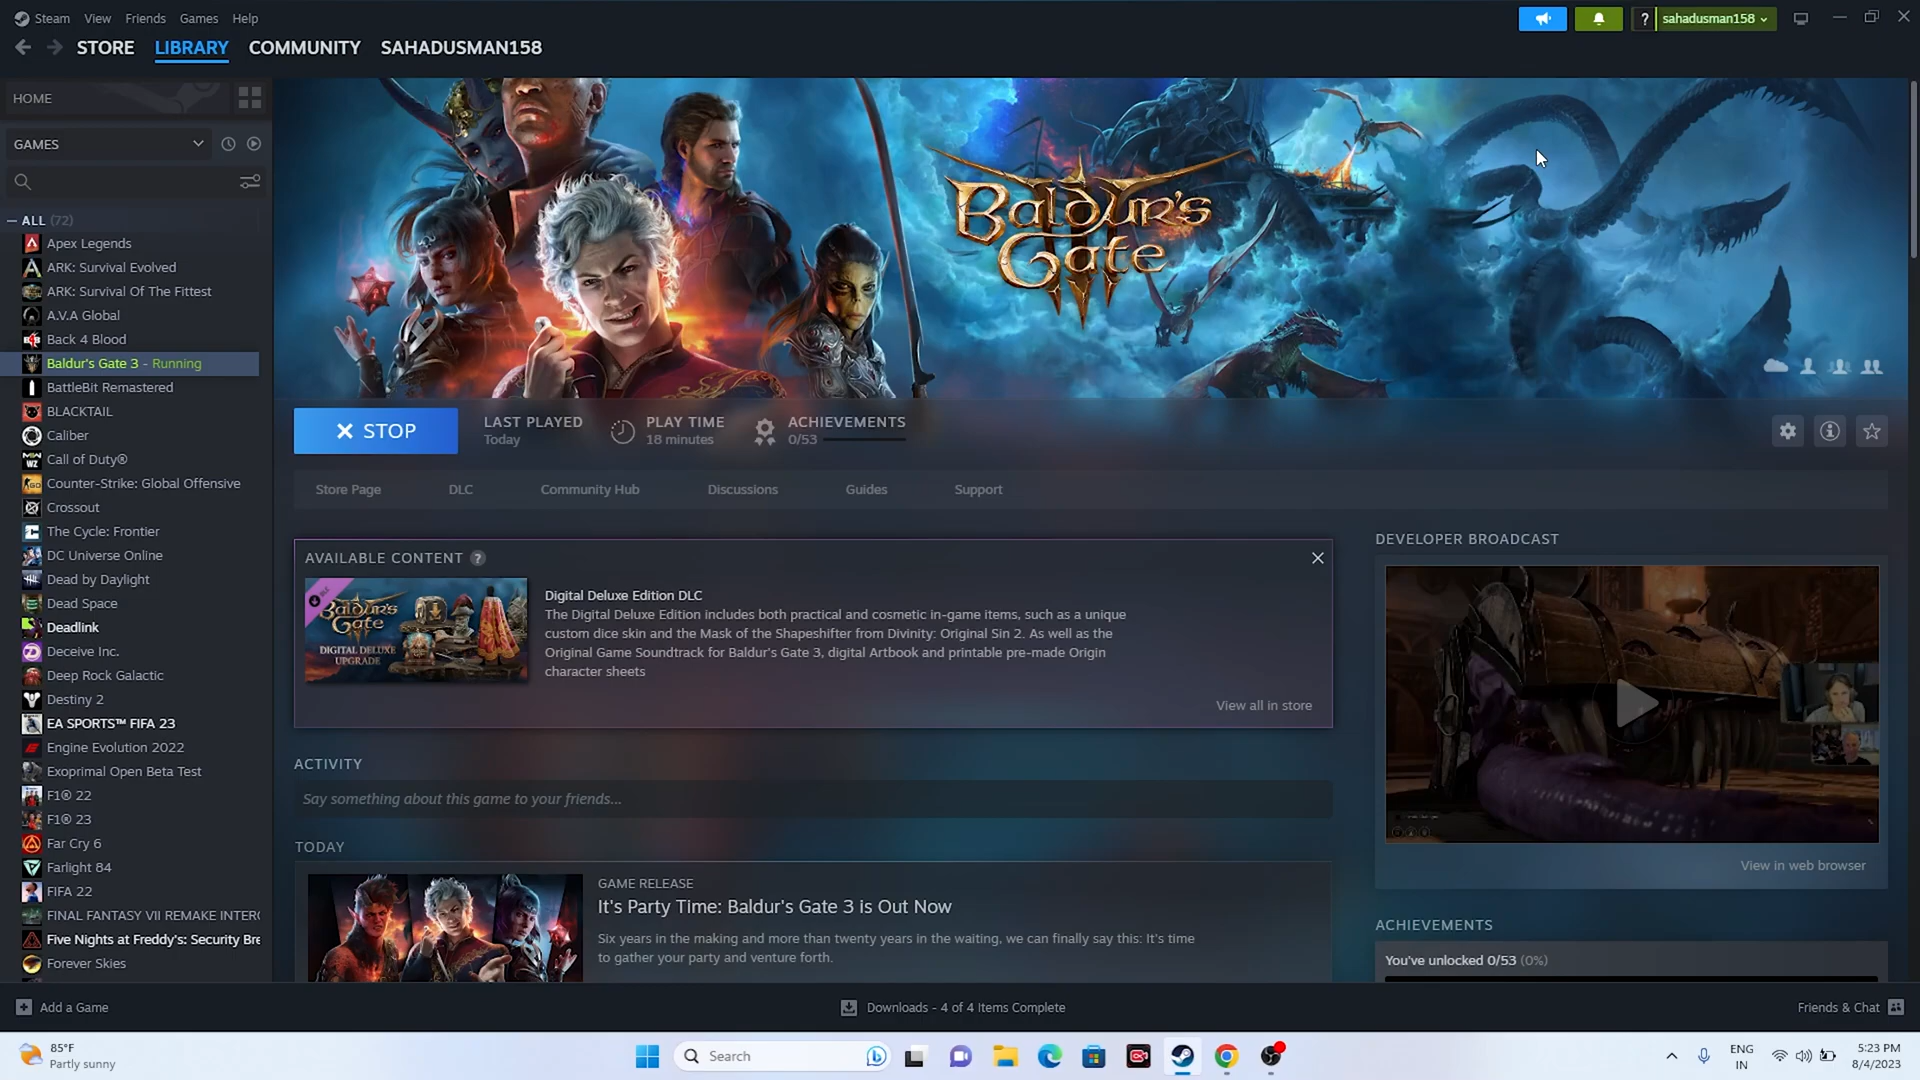 Steam View Friends Games Help
? sahadusman158
STORE LIBRARY COMMUNITY SAHADUSMAN158
HOME
GAMES
ALL (72)
Apex Legends
ARK: Survival Evolved
ARK: Survival Of The Fittest
A.V.A Global
Back 4 Blood
Baldur's Gate 3 - Running
BattleBit Remastered
BLACKTAIL
Caliber
Call of Duty®
Counter-Strike: Global Offensive
Crossout
The Cycle: Frontier
DC Universe Online
Dead by Daylight
Dead Space
Deadlink
Deceive Inc.
Deep Rock Galactic
Destiny 2
EA SPORTS™ FIFA 23
Engine Evolution 2022
Exoprimal Open Beta Test
F1® 22
F1® 23
Far Cry 6
Farlight 84
FIFA 22
FINAL FANTASY VII REMAKE INTERG
Five Nights at Freddy's: Security Bre
Forever Skies
Baldur's
Gate
III
STOP
LAST PLAYED
Today
PLAY TIME
18 minutes
ACHIEVEMENTS
0/53
Store Page DLC Community Hub Discussions Guides Support
AVAILABLE CONTENT ?
Baldur's
Gate
DIGITAL DELUXE
UPGRADE
Digital Deluxe Edition DLC
The Digital Deluxe Edition includes both practical and cosmetic in-game items, such as a unique
custom dice skin and the Mask of the Shapeshifter from Divinity: Original Sin 2. As well as the
Original Game Soundtrack for Baldur's Gate 3, digital Artbook and printable pre-made Origin
character sheets
View all in store
ACTIVITY
Say something about this game to your friends...
TODAY
GAME RELEASE
It's Party Time: Baldur's Gate 3 is Out Now
Six years in the making and more than twenty years in the waiting, we can finally say this: It's time
to gather your party and venture forth.
DEVELOPER BROADCAST
View in web browser
ACHIEVEMENTS
You've unlocked 0/53 (0%)
Add a Game
Downloads - 4 of 4 Items Complete
Friends & Chat
85°F
Partly sunny
Search
ENG
IN
5:23 PM
8/4/2023